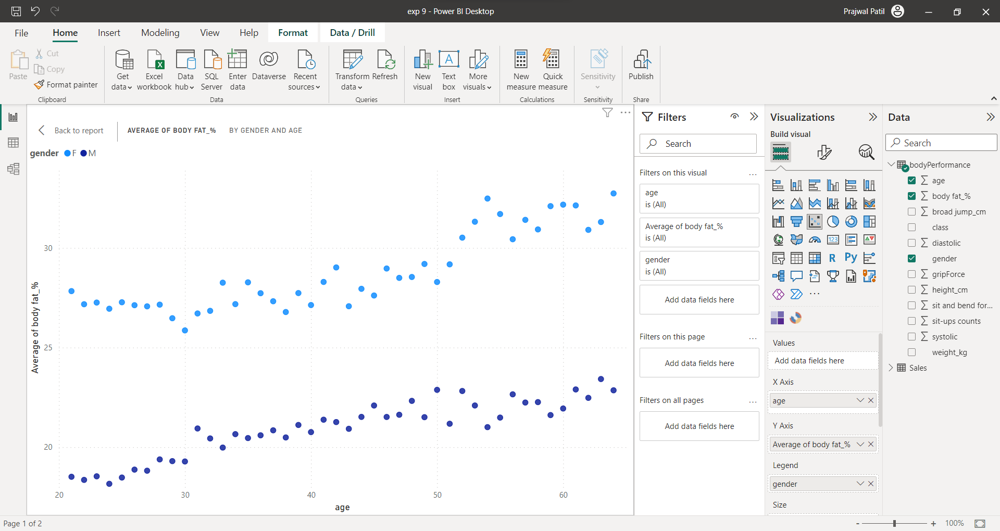 exp 9 - Power BI Desktop
Prajwal Patil
File Home Insert Modeling View Help Format Data / Drill
Paste
Cut
Copy
Format painter
Clipboard
Get data
Excel workbook
Data hub
SQL Server
Enter data
Dataverse
Recent sources
Data
Transform data
Refresh
Queries
New visual
Text box
More visuals
Insert
New measure
Quick measure
Calculations
Sensitivity
Sensitivity
Publish
Share
Back to report
AVERAGE OF BODY FAT_% BY GENDER AND AGE
gender F M
30
25
20
Average of body fat_%
20 30 40 50 60
age
Filters
Search
Filters on this visual
...
age
is (All)
Average of body fat_%
is (All)
gender
is (All)
Add data fields here
Filters on this page
...
Add data fields here
Filters on all pages
...
Add data fields here
Visualizations
Build visual
123
R
Py
...
Values
Add data fields here
X Axis
age
Y Axis
Average of body fat_%
Legend
gender
Size
Data
Search
bodyPerformance
age
body fat_%
broad jump_cm
class
diastolic
gender
gripForce
height_cm
sit and bend for...
sit-ups counts
systolic
weight_kg
Sales
Page 1 of 2
- + 100%